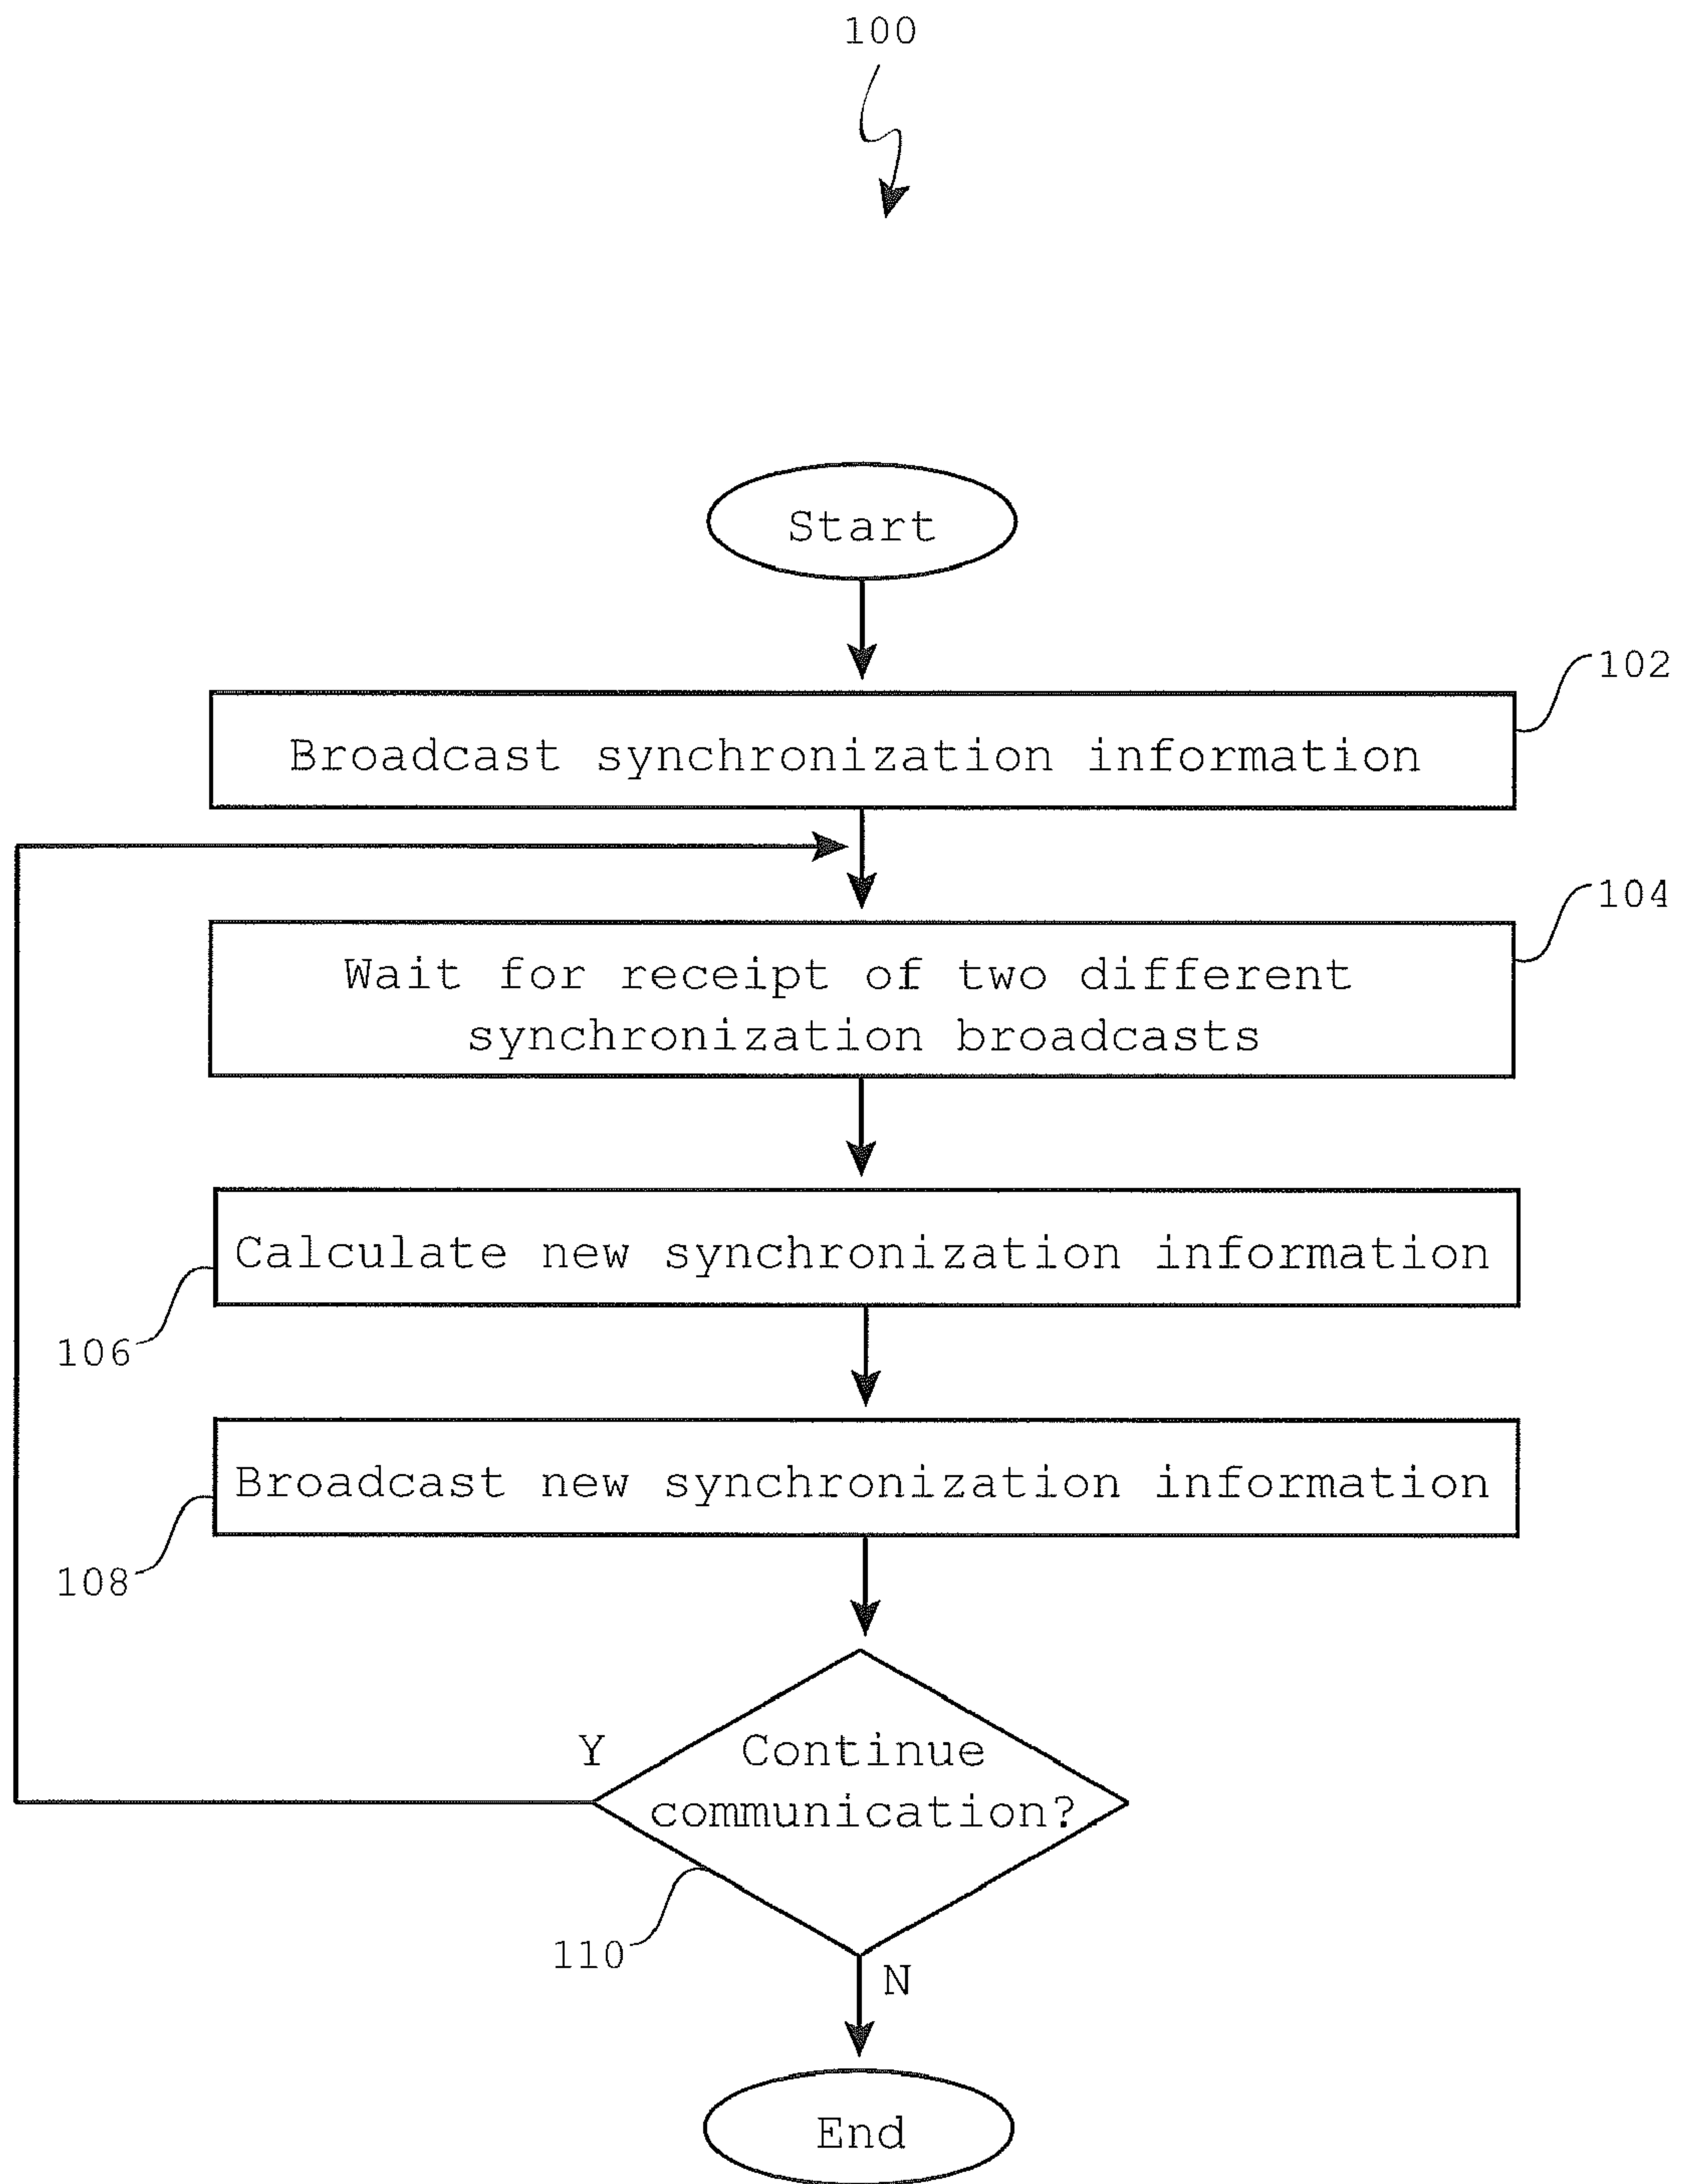 100
Start
102
Broadcast synchronization information
104
Wait for receipt of two different
synchronization broadcasts
Calculate new synchronization information
106
Broadcast new synchronization information
108
Y
Continue
communication?
110
N
End